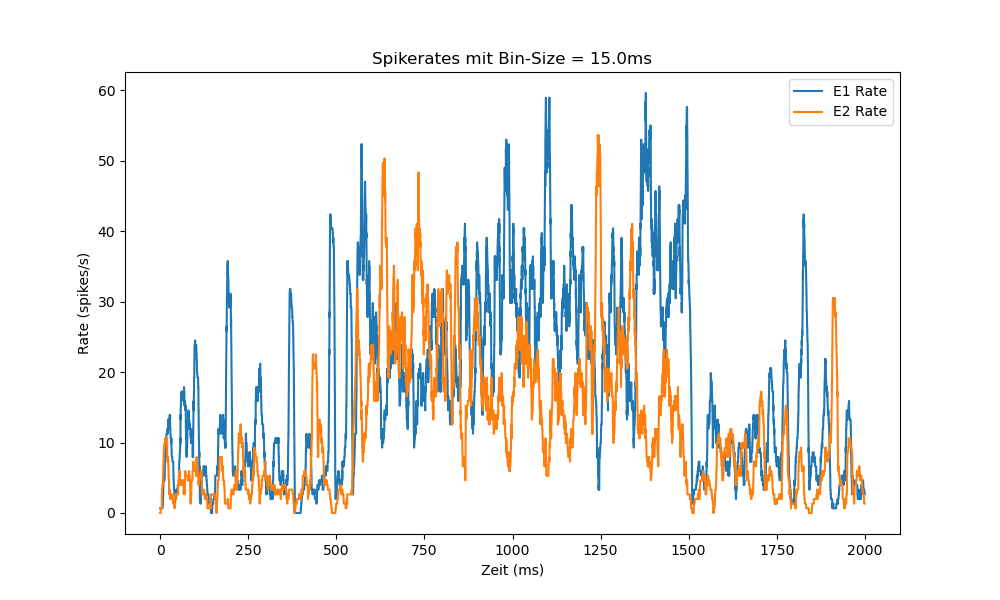 Spikerates mit Bin-Size = 15.0ms
E1 Rate
E2 Rate
60
50
40
30
20
10
0
Rate (spikes/s)
0 250 500 750 1000 1250 1500 1750 2000
Zeit (ms)